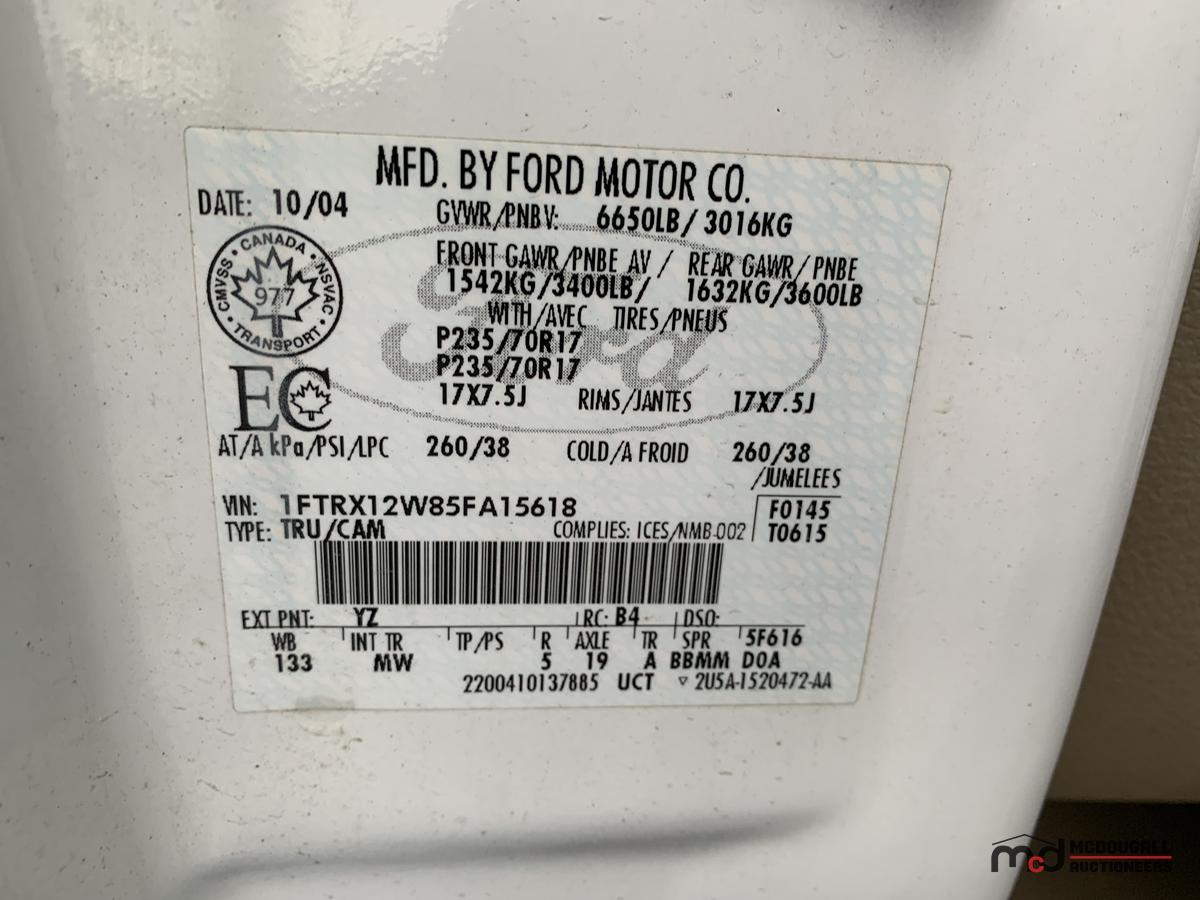 MFD. BY FORD MOTOR CO.
DATE: 10/04
GVWR/PNBV: 6650LB/ 3016KG
FRONT GAWR/PNBE AV / REAR GAWR/ PNBE
1542KG/3400LB/ 1632KG/3600LB
WITH/AVEC TIRES/PNEUS
P235/70R17
P235/70R17
17X7.5J RIMS/JANTES 17X7.5J
CANADA
CMVSS • NSVAC
977
TRANSPORT
Ford
EC
AT/A kPa/PSI/LPC 260/38 COLD/A FROID 260/38
/JUMELEES
VIN: 1FTRX12W85FA15618 F0145
TYPE: TRU/CAM COMPLIES: ICES/NMB-002 T0615
EXT PNT: YZ RC: B4 DSO:
WB INT TR TP/PS R AXLE TR SPR 5F616
133 MW 5 19 A BBMM D0A
2200410137885 UCT ▿ 2U5A-1520472-AA
mcd MCDOUGALL
AUCTIONEERS